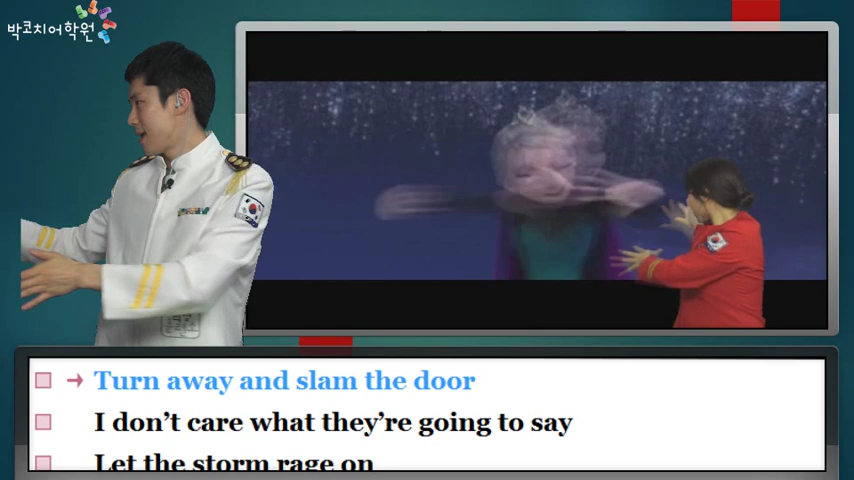 박코치어학원
→ Turn away and slam the door
I don't care what they're going to say
Let the storm rage on